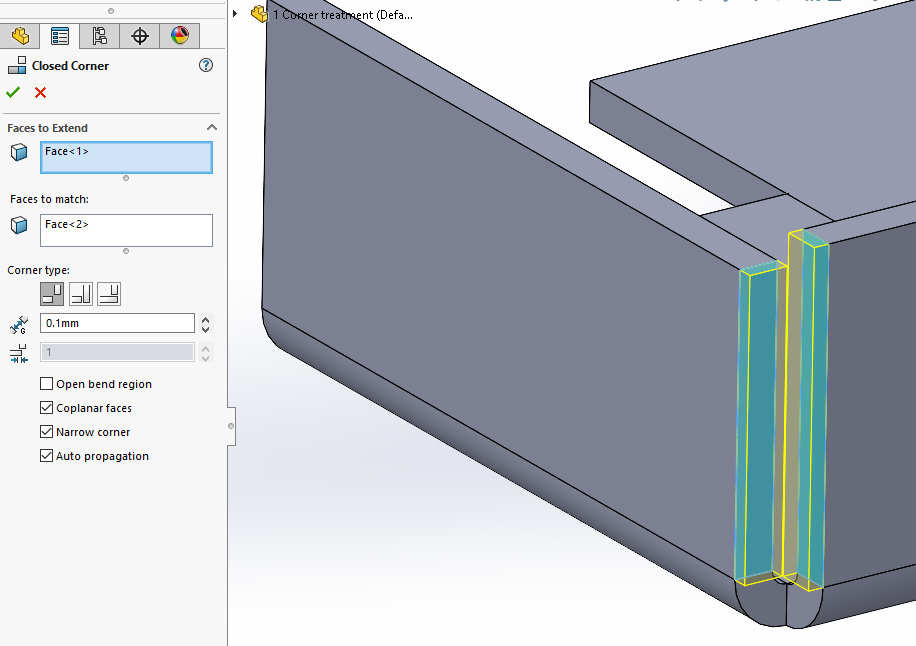 1 Corner treatment (Defa...
Closed Corner
?
Faces to Extend
Face<1>
Faces to match:
Face<2>
Corner type:
G
0.1mm
1
Open bend region
Coplanar faces
Narrow corner
Auto propagation